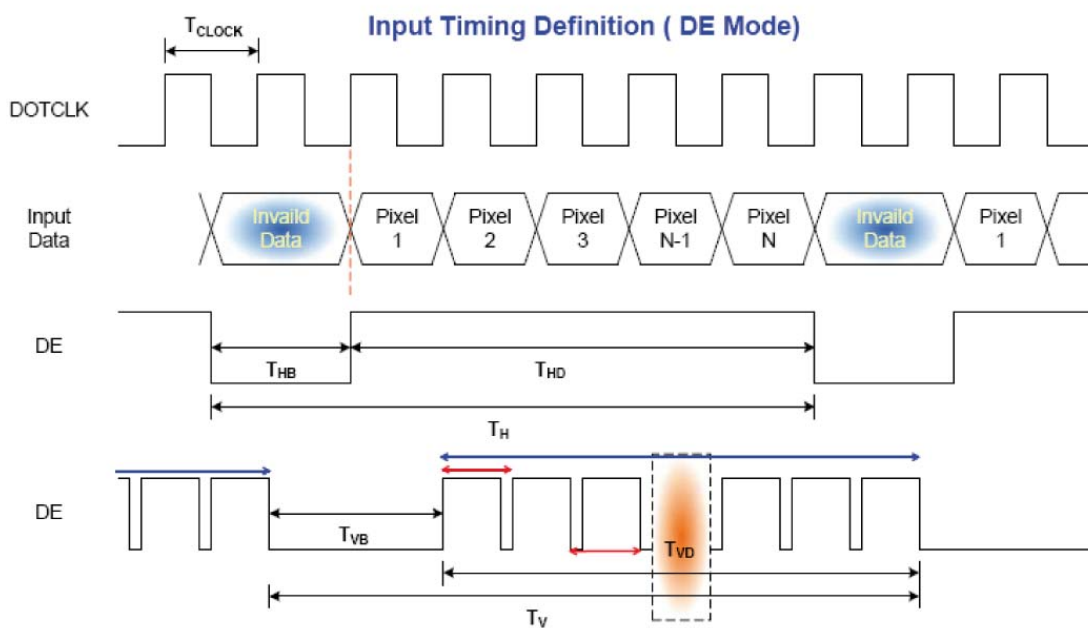 Input Timing Definition ( DE Mode)
TCLOCK
DOTCLK
Input
Data
Invaild
Data
Pixel
1
Pixel
2
Pixel
3
Pixel
N-1
Pixel
N
Invaild
Data
Pixel
1
DE
THB
THD
TH
DE
TVB
TVD
TV